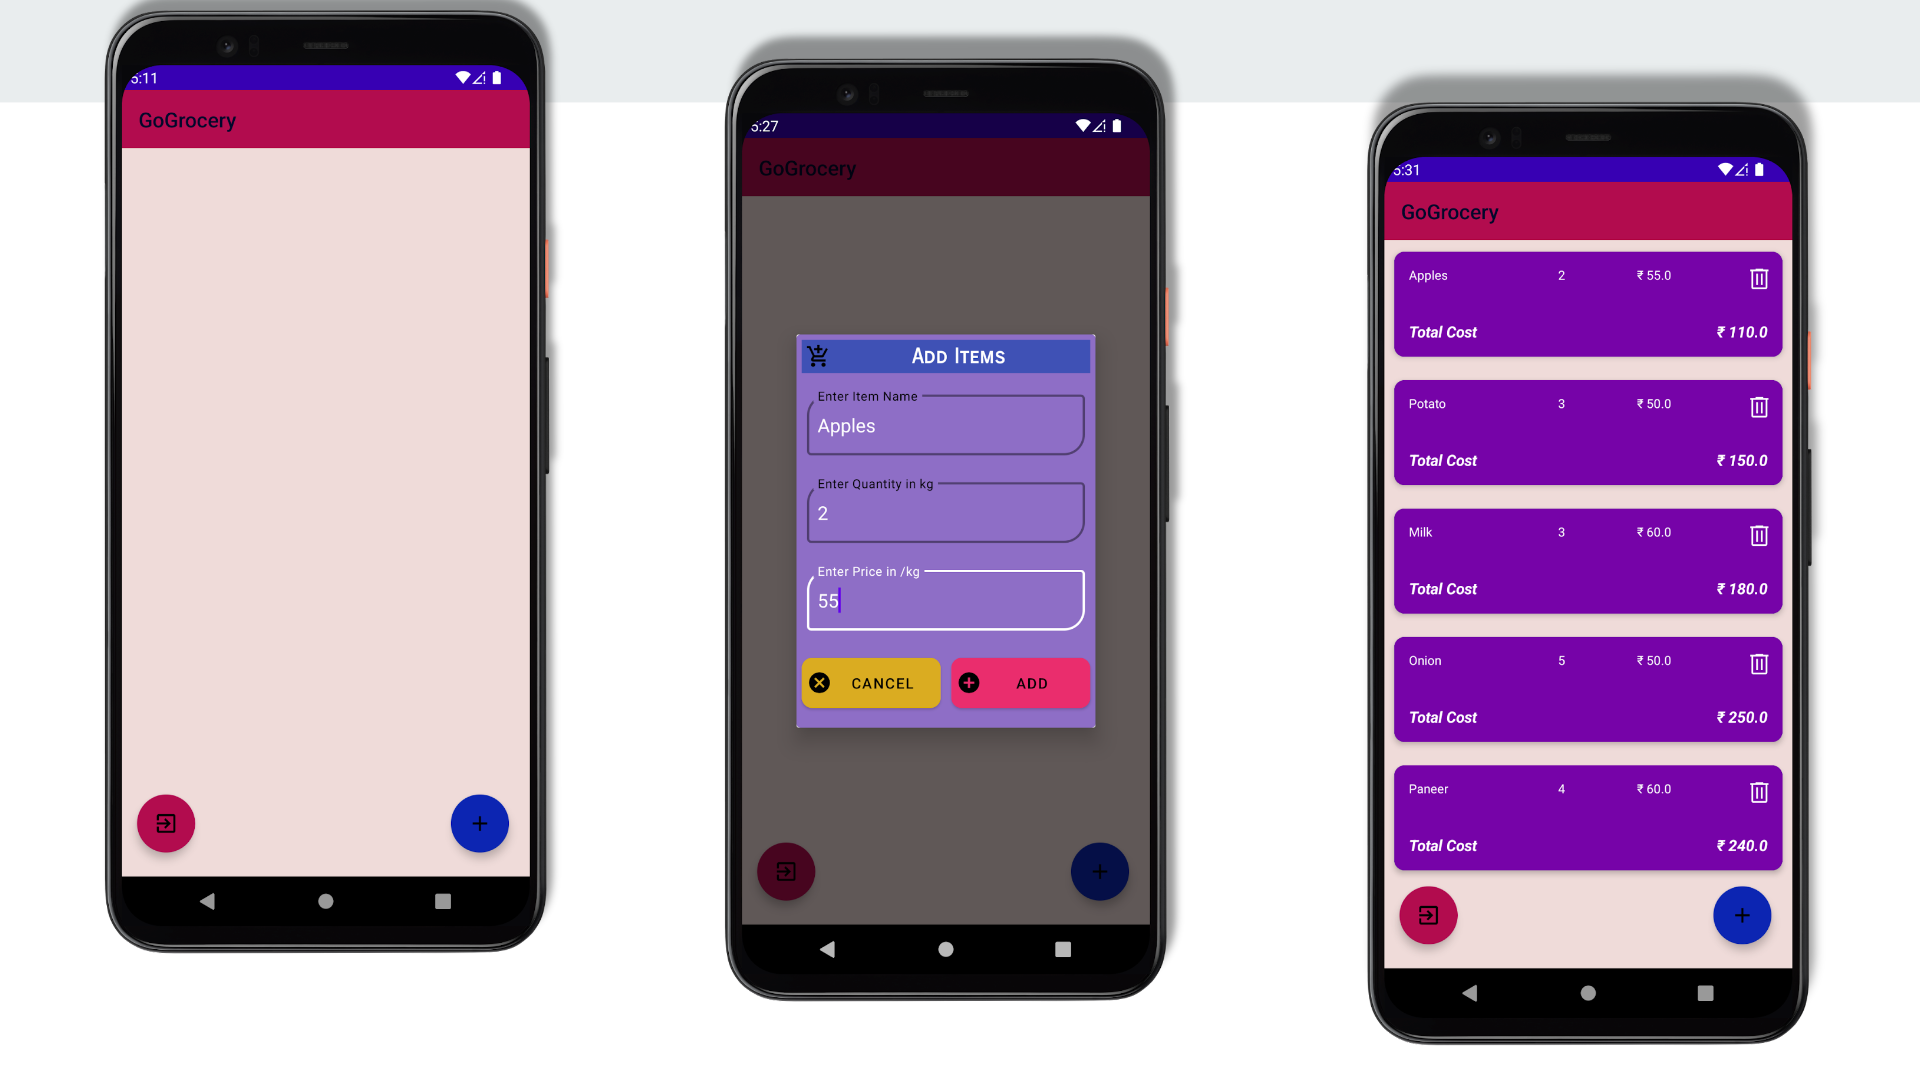 5:11
GoGrocery
5:27
GoGrocery
Add Items
Enter Item Name
Apples
Enter Quantity in kg
2
Enter Price in /kg
55
CANCEL
ADD
5:31
GoGrocery
Apples 2 ₹ 55.0
Total Cost ₹ 110.0
Potato 3 ₹ 50.0
Total Cost ₹ 150.0
Milk 3 ₹ 60.0
Total Cost ₹ 180.0
Onion 5 ₹ 50.0
Total Cost ₹ 250.0
Paneer 4 ₹ 60.0
Total Cost ₹ 240.0